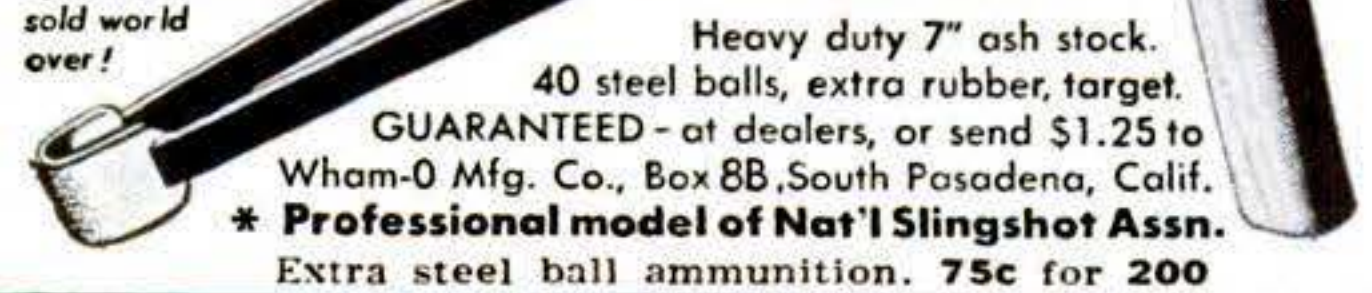 sold world
over!
Heavy duty 7" ash stock.
40 steel balls, extra rubber, target.
GUARANTEED - at dealers, or send $1.25 to
Wham-O Mfg. Co., Box 8B, South Pasadena, Calif.
* Professional model of Nat'l Slingshot Assn.
Extra steel ball ammunition. 75c for 200